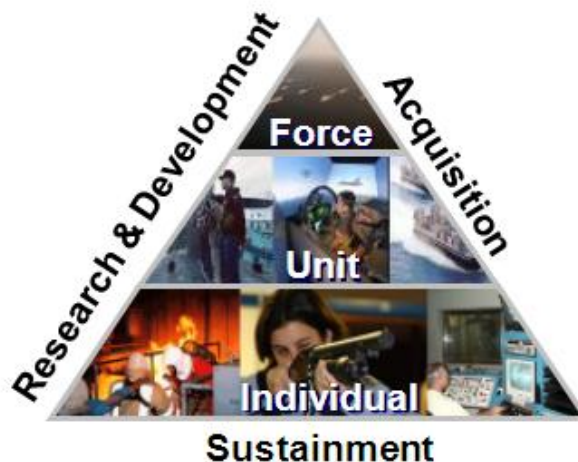 Research & Development
Acquisition
Force
Unit
Individual
Sustainment